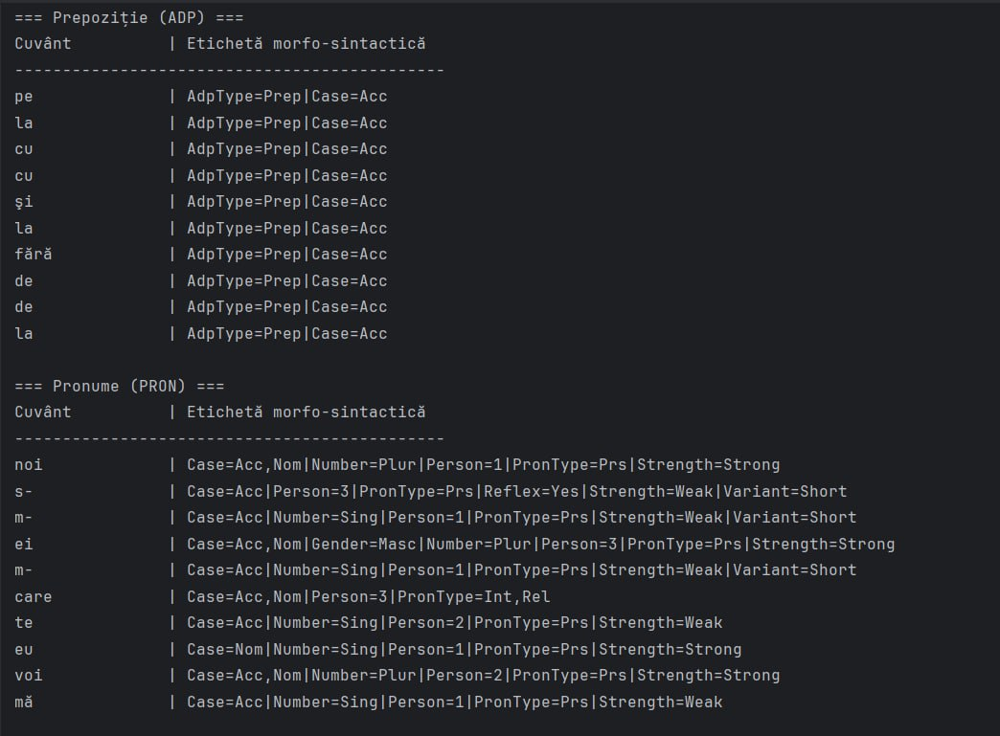 === Prepoziție (ADP) ===
Cuvânt          | Etichetă morfo-sintactică
---------------------------------------------
pe              | AdpType=Prep|Case=Acc
la              | AdpType=Prep|Case=Acc
cu              | AdpType=Prep|Case=Acc
cu              | AdpType=Prep|Case=Acc
şi              | AdpType=Prep|Case=Acc
la              | AdpType=Prep|Case=Acc
fără            | AdpType=Prep|Case=Acc
de              | AdpType=Prep|Case=Acc
de              | AdpType=Prep|Case=Acc
la              | AdpType=Prep|Case=Acc

=== Pronume (PRON) ===
Cuvânt          | Etichetă morfo-sintactică
---------------------------------------------
noi             | Case=Acc,Nom|Number=Plur|Person=1|PronType=Prs|Strength=Strong
s-              | Case=Acc|Person=3|PronType=Prs|Reflex=Yes|Strength=Weak|Variant=Short
m-              | Case=Acc|Number=Sing|Person=1|PronType=Prs|Strength=Weak|Variant=Short
ei              | Case=Acc,Nom|Gender=Masc|Number=Plur|Person=3|PronType=Prs|Strength=Strong
m-              | Case=Acc|Number=Sing|Person=1|PronType=Prs|Strength=Weak|Variant=Short
care            | Case=Acc,Nom|Person=3|PronType=Int,Rel
te              | Case=Acc|Number=Sing|Person=2|PronType=Prs|Strength=Weak
eu              | Case=Nom|Number=Sing|Person=1|PronType=Prs|Strength=Strong
voi             | Case=Acc,Nom|Number=Plur|Person=2|PronType=Prs|Strength=Strong
mă              | Case=Acc|Number=Sing|Person=1|PronType=Prs|Strength=Weak